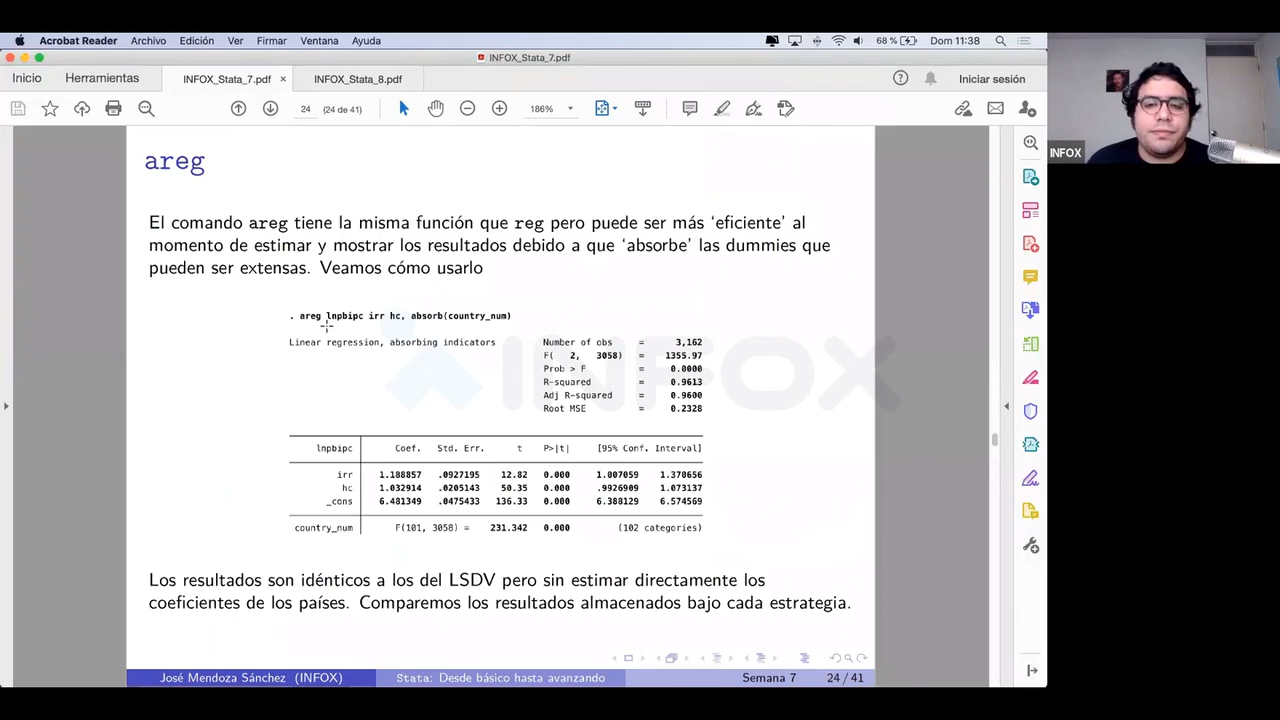 Acrobat Reader Archivo Edición Ver Firmar Ventana Ayuda 68 % Dom 11:38
INFOX_Stata_7.pdf
Inicio Herramientas INFOX_Stata_7.pdf × INFOX_Stata_8.pdf Iniciar sesión
24 (24 de 41) 186%
INFOX
areg
El comando areg tiene la misma función que reg pero puede ser más ‘eficiente’ al
momento de estimar y mostrar los resultados debido a que ‘absorbe’ las dummies que
pueden ser extensas. Veamos cómo usarlo
. areg lnpbipc irr hc, absorb(country_num)
Linear regression, absorbing indicators Number of obs = 3,162
F( 2, 3058) = 1355.97
Prob > F = 0.0000
R-squared = 0.9613
Adj R-squared = 0.9600
Root MSE = 0.2328
INFOX
lnpbipc Coef. Std. Err. t P>|t| [95% Conf. Interval]
irr 1.188857 .0927195 12.82 0.000 1.007059 1.370656
hc 1.032914 .0205143 50.35 0.000 .9926909 1.073137
_cons 6.481349 .0475433 136.33 0.000 6.388129 6.574569
country_num F(101, 3058) = 231.342 0.000 (102 categories)
Los resultados son idénticos a los del LSDV pero sin estimar directamente los
coeficientes de los países. Comparemos los resultados almacenados bajo cada estrategia.
José Mendoza Sánchez (INFOX) Stata: Desde básico hasta avanzando Semana 7 24 / 41